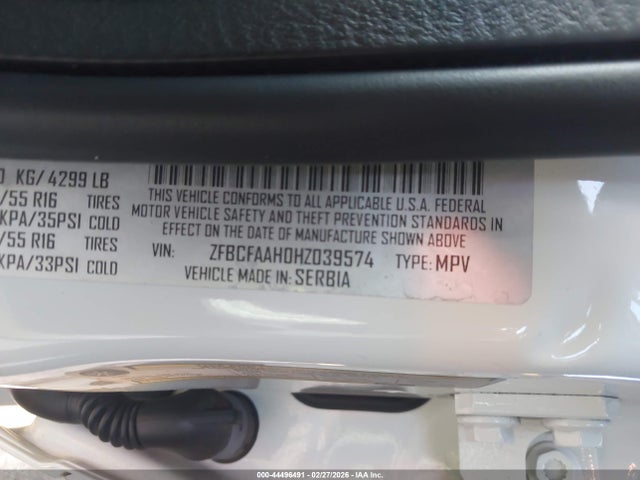 KG/ 4299 LB
/55 R16 TIRES
KPA/35PSI COLD
/55 R16 TIRES
KPA/33PSI COLD
THIS VEHICLE CONFORMS TO ALL APPLICABLE U.S.A. FEDERAL
MOTOR VEHICLE SAFETY AND THEFT PREVENTION STANDARDS IN
EFFECT ON THE DATE OF MANUFACTURE SHOWN ABOVE
VIN: ZFBCFAAH0HZ039574 TYPE: MPV
VEHICLE MADE IN: SERBIA
000-44496491 - 02/27/2026 - IAA Inc.